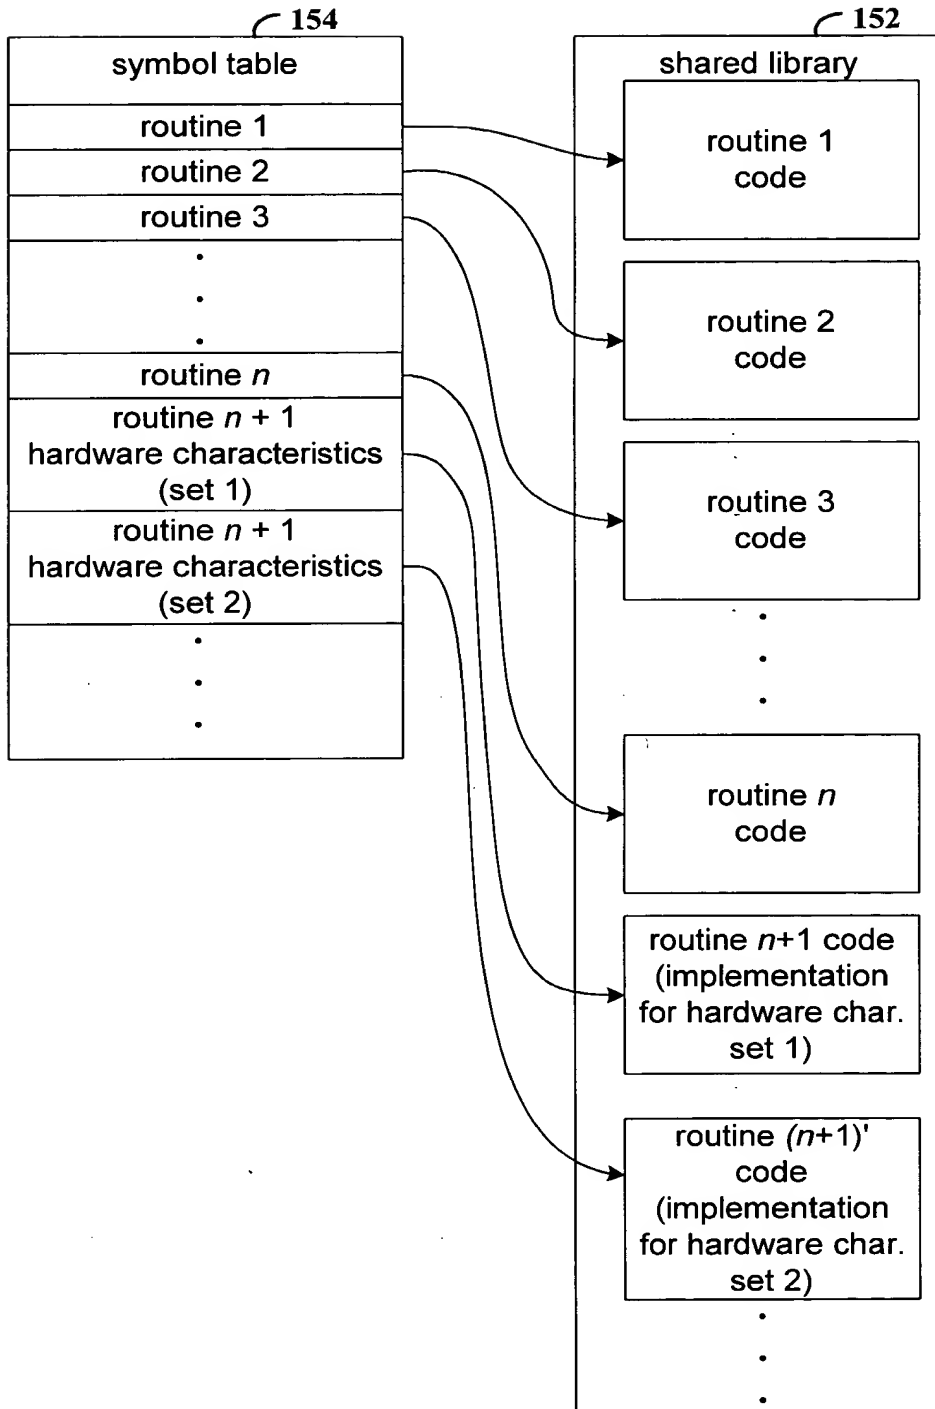 154
symbol table
routine 1
routine 2
routine 3
routine n
routine n + 1
hardware characteristics
(set 1)
routine n + 1
hardware characteristics
(set 2)
152
shared library
routine 1
code
routine 2
code
routine 3
code
routine n
code
routine n+1 code
(implementation
for hardware char.
set 1)
routine (n+1)'
code
(implementation
for hardware char.
set 2)